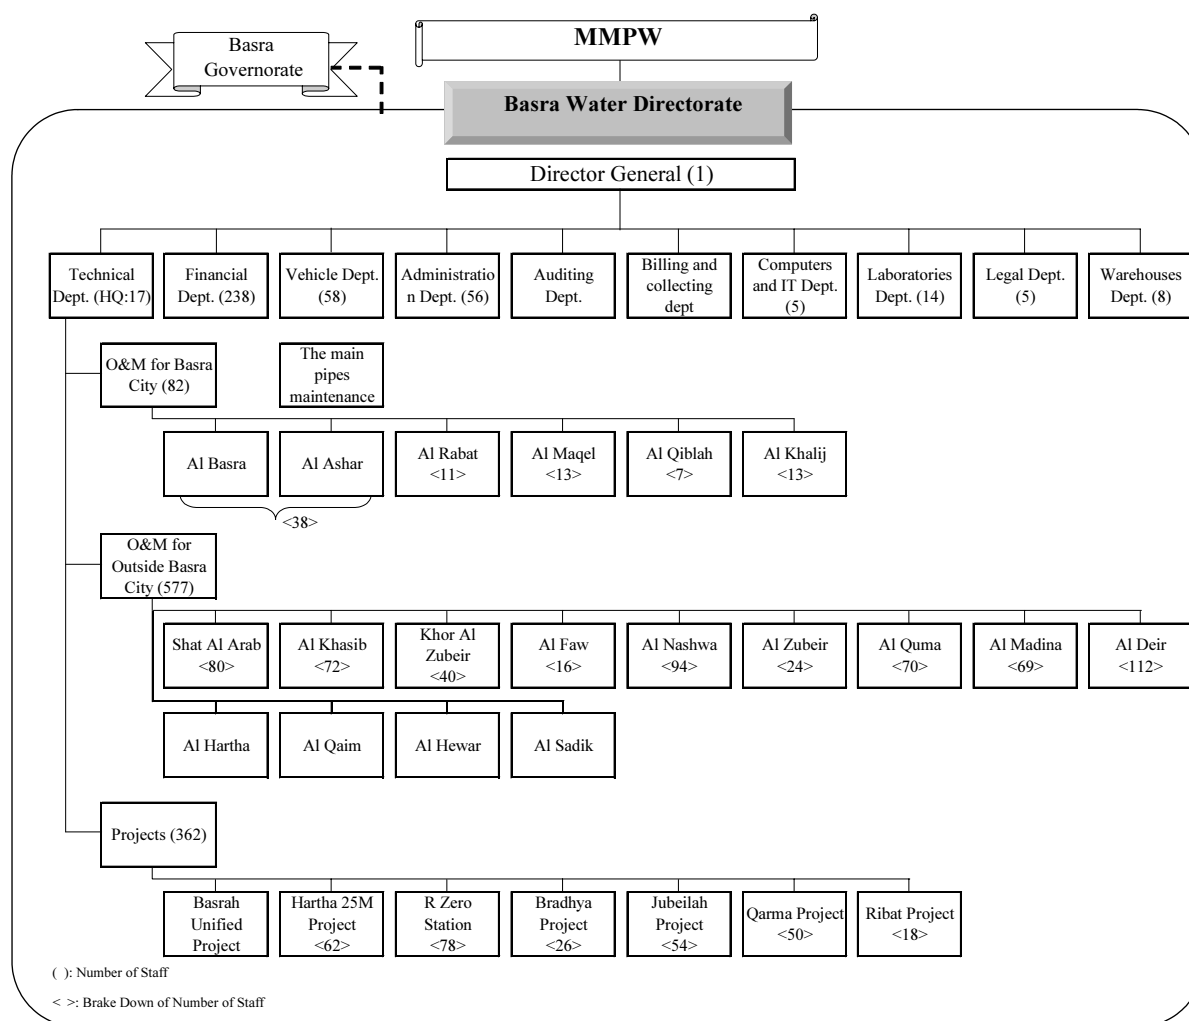 MMPW
Basra
Governorate
Basra Water Directorate
Director General (1)
Technical
Dept. (HQ:17)
Financial
Dept. (238)
Vehicle Dept.
(58)
Administratio
n Dept. (56)
Auditing
Dept.
Billing and
collecting
dept
Computers
and IT Dept.
(5)
Laboratories
Dept. (14)
Legal Dept.
(5)
Warehouses
Dept. (8)
O&M for Basra
City (82)
The main
pipes
maintenance
Al Basra
Al Ashar
Al Rabat
<11>
Al Maqel
<13>
Al Qiblah
<7>
Al Khalij
<13>
<38>
O&M for
Outside Basra
City (577)
Shat Al Arab
<80>
Al Khasib
<72>
Khor Al
Zubeir
<40>
Al Faw
<16>
Al Nashwa
<94>
Al Zubeir
<24>
Al Quma
<70>
Al Madina
<69>
Al Deir
<112>
Al Hartha
Al Qaim
Al Hewar
Al Sadik
Projects (362)
Basrah
Unified
Project
Hartha 25M
Project
<62>
R Zero
Station
<78>
Bradhya
Project
<26>
Jubeilah
Project
<54>
Qarma Project
<50>
Ribat Project
<18>
( ): Number of Staff
< >: Brake Down of Number of Staff